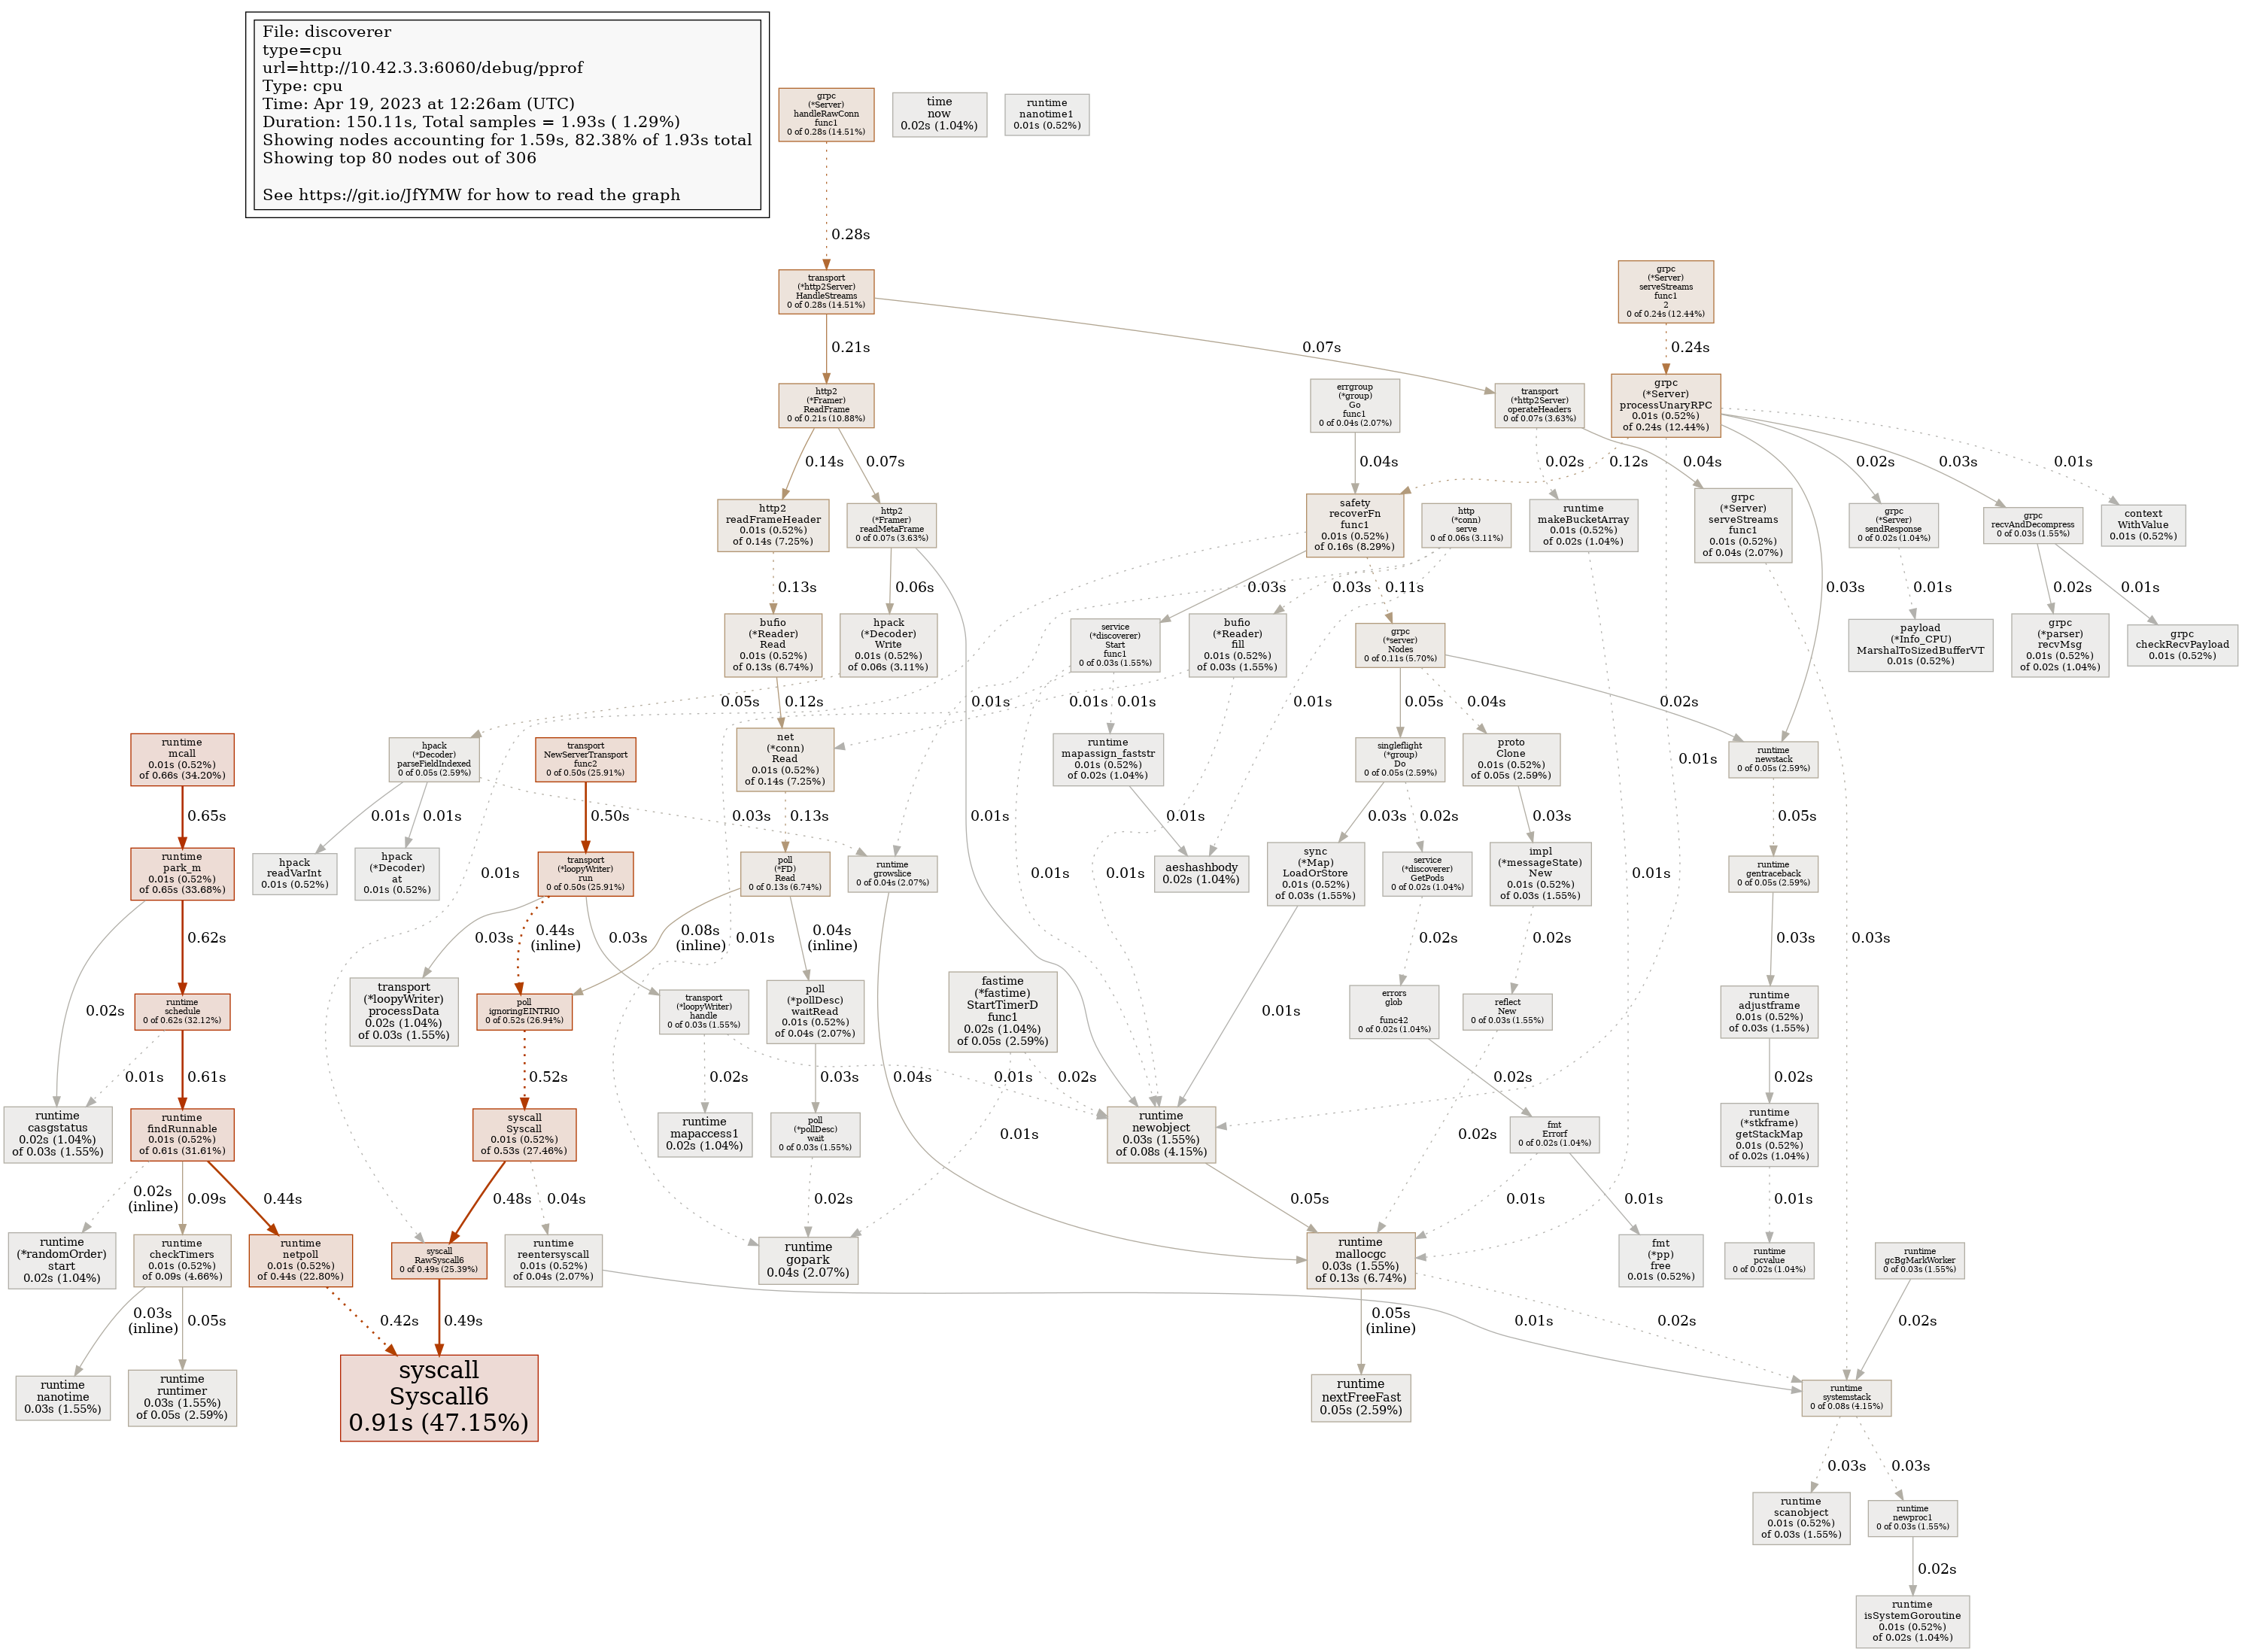 File: discoverer
type=cpu
url=http://10.42.3.3:6060/debug/pprof
Type: cpu
Time: Apr 19, 2023 at 12:26am (UTC)
Duration: 150.11s, Total samples = 1.93s ( 1.29%)
Showing nodes accounting for 1.59s, 82.38% of 1.93s total
Showing top 80 nodes out of 306
See https://git.io/JfYMW for how to read the graph
grpc
(*Server)
handleRawConn
func1
0 of 0.28s (14.51%)
time
now
0.02s (1.04%)
runtime
nanotime1
0.01s (0.52%)
0.28s
transport
(*http2Server)
HandleStreams
0 of 0.28s (14.51%)
grpc
(*Server)
serveStreams
func1
2
0 of 0.24s (12.44%)
0.21s
0.07s
0.24s
http2
(*Framer)
ReadFrame
0 of 0.21s (10.88%)
errgroup
(*group)
Go
func1
0 of 0.04s (2.07%)
transport
(*http2Server)
operateHeaders
0 of 0.07s (3.63%)
grpc
(*Server)
processUnaryRPC
0.01s (0.52%)
of 0.24s (12.44%)
0.14s
0.07s
0.04s
0.02s
0.12s
0.04s
0.02s
0.03s
0.01s
http2
readFrameHeader
0.01s (0.52%)
of 0.14s (7.25%)
http2
(*Framer)
readMetaFrame
0 of 0.07s (3.63%)
safety
recoverFn
func1
0.01s (0.52%)
of 0.16s (8.29%)
http
(*conn)
serve
0 of 0.06s (3.11%)
runtime
makeBucketArray
0.01s (0.52%)
of 0.02s (1.04%)
grpc
(*Server)
serveStreams
func1
0.01s (0.52%)
of 0.04s (2.07%)
grpc
(*Server)
sendResponse
0 of 0.02s (1.04%)
grpc
recvAndDecompress
0 of 0.03s (1.55%)
context
WithValue
0.01s (0.52%)
0.13s
0.06s
0.03s
0.03s
0.11s
0.03s
0.01s
0.02s
0.01s
bufio
(*Reader)
Read
0.01s (0.52%)
of 0.13s (6.74%)
hpack
(*Decoder)
Write
0.01s (0.52%)
of 0.06s (3.11%)
service
(*discoverer)
Start
func1
0 of 0.03s (1.55%)
bufio
(*Reader)
fill
0.01s (0.52%)
of 0.03s (1.55%)
grpc
(*server)
Nodes
0 of 0.11s (5.70%)
payload
(*Info_CPU)
MarshalToSizedBufferVT
0.01s (0.52%)
grpc
(*parser)
recvMsg
0.01s (0.52%)
of 0.02s (1.04%)
grpc
checkRecvPayload
0.01s (0.52%)
0.05s
0.12s
0.01s
0.01s
0.01s
0.01s
0.05s
0.04s
0.02s
runtime
mcall
0.01s (0.52%)
of 0.66s (34.20%)
hpack
(*Decoder)
parseFieldIndexed
0 of 0.05s (2.59%)
transport
NewServerTransport
func2
0 of 0.50s (25.91%)
net
(*conn)
Read
0.01s (0.52%)
of 0.14s (7.25%)
runtime
mapassign_faststr
0.01s (0.52%)
of 0.02s (1.04%)
singleflight
(*group)
Do
0 of 0.05s (2.59%)
proto
Clone
0.01s (0.52%)
of 0.05s (2.59%)
0.01s
runtime
newstack
0 of 0.05s (2.59%)
0.65s
0.01s
0.01s
0.50s
0.03s
0.13s
0.01s
0.01s
0.03s
0.02s
0.03s
0.05s
runtime
park_m
0.01s (0.52%)
of 0.65s (33.68%)
hpack
readVarInt
0.01s (0.52%)
hpack
(*Decoder)
at
0.01s (0.52%)
0.01s
transport
(*loopyWriter)
run
0 of 0.50s (25.91%)
poll
(*FD)
Read
0 of 0.13s (6.74%)
runtime
growslice
0 of 0.04s (2.07%)
0.01s
0.01s
aeshashbody
0.02s (1.04%)
sync
(*Map)
LoadOrStore
0.01s (0.52%)
of 0.03s (1.55%)
service
(*discoverer)
GetPods
0 of 0.02s (1.04%)
impl
(*messageState)
New
0.01s (0.52%)
of 0.03s (1.55%)
0.01s
runtime
gentraceback
0 of 0.05s (2.59%)
0.62s
0.03s
0.44s
(inline)
0.03s
0.08s
(inline)
0.01s
0.04s
(inline)
0.02s
0.02s
0.03s
0.03s
0.02s
runtime
schedule
0 of 0.62s (32.12%)
transport
(*loopyWriter)
processData
0.02s (1.04%)
of 0.03s (1.55%)
poll
ignoringEINTRIO
0 of 0.52s (26.94%)
transport
(*loopyWriter)
handle
0 of 0.03s (1.55%)
poll
(*pollDesc)
waitRead
0.01s (0.52%)
of 0.04s (2.07%)
fastime
(*fastime)
StartTimerD
func1
0.02s (1.04%)
of 0.05s (2.59%)
0.01s
errors
glob
func42
0 of 0.02s (1.04%)
reflect
New
0 of 0.03s (1.55%)
runtime
adjustframe
0.01s (0.52%)
of 0.03s (1.55%)
0.01s
0.61s
0.52s
0.02s
0.03s
0.04s
0.01s
0.02s
0.02s
0.02s
runtime
casgstatus
0.02s (1.04%)
of 0.03s (1.55%)
runtime
findRunnable
0.01s (0.52%)
of 0.61s (31.61%)
syscall
Syscall
0.01s (0.52%)
of 0.53s (27.46%)
runtime
mapaccess1
0.02s (1.04%)
poll
(*pollDesc)
wait
0 of 0.03s (1.55%)
0.01s
runtime
newobject
0.03s (1.55%)
of 0.08s (4.15%)
0.02s
fmt
Errorf
0 of 0.02s (1.04%)
runtime
(*stkframe)
getStackMap
0.01s (0.52%)
of 0.02s (1.04%)
0.02s
(inline)
0.09s
0.44s
0.48s
0.04s
0.02s
0.05s
0.01s
0.01s
0.01s
runtime
(*randomOrder)
start
0.02s (1.04%)
runtime
checkTimers
0.01s (0.52%)
of 0.09s (4.66%)
runtime
netpoll
0.01s (0.52%)
of 0.44s (22.80%)
syscall
RawSyscall6
0 of 0.49s (25.39%)
runtime
reentersyscall
0.01s (0.52%)
of 0.04s (2.07%)
runtime
gopark
0.04s (2.07%)
runtime
mallocgc
0.03s (1.55%)
of 0.13s (6.74%)
fmt
(*pp)
free
0.01s (0.52%)
runtime
pcvalue
0 of 0.02s (1.04%)
runtime
gcBgMarkWorker
0 of 0.03s (1.55%)
0.03s
(inline)
0.05s
0.42s
0.49s
0.05s
(inline)
0.01s
0.02s
0.02s
runtime
nanotime
0.03s (1.55%)
runtime
runtimer
0.03s (1.55%)
of 0.05s (2.59%)
syscall
Syscall6
0.91s (47.15%)
runtime
nextFreeFast
0.05s (2.59%)
runtime
systemstack
0 of 0.08s (4.15%)
0.03s
0.03s
runtime
scanobject
0.01s (0.52%)
of 0.03s (1.55%)
runtime
newproc1
0 of 0.03s (1.55%)
0.02s
runtime
isSystemGoroutine
0.01s (0.52%)
of 0.02s (1.04%)